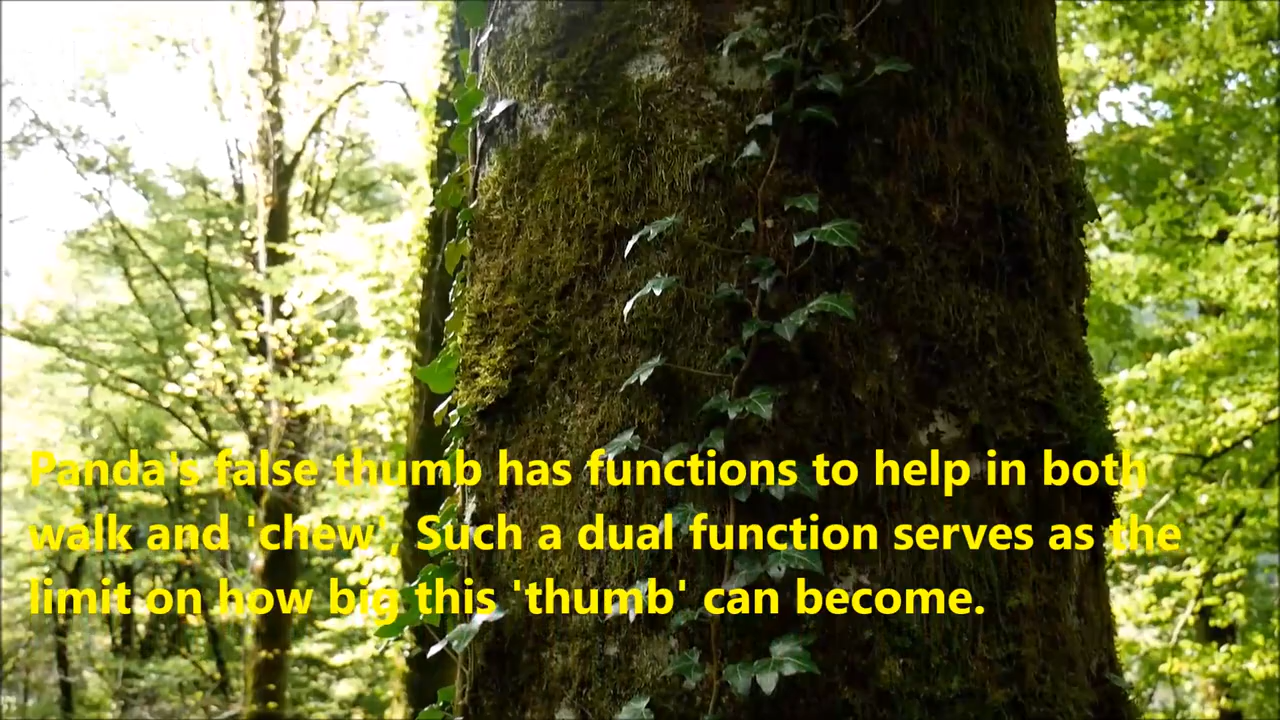 Panda's false thumb has functions to help in both
walk and 'chew', Such a dual function serves as the
limit on how big this 'thumb' can become.